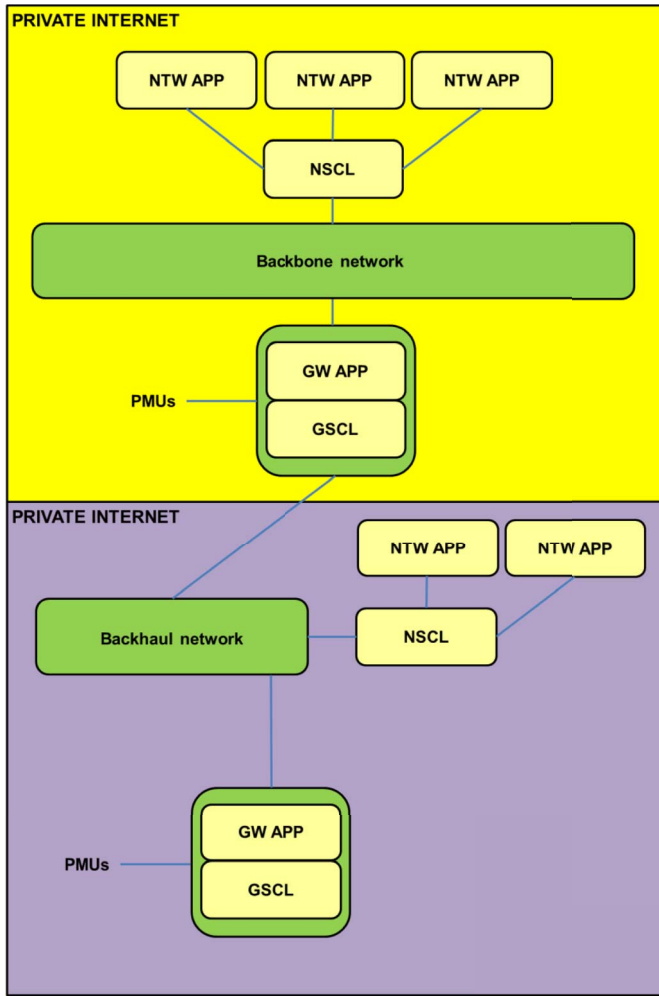 PRIVATE INTERNET
NTW APP
NTW APP
NTW APP
NSCL
Backbone network
GW APP
PMUs
GSCL
PRIVATE INTERNET
NTW APP
NTW APP
Backhaul network
NSCL
GW APP
PMUs
GSCL